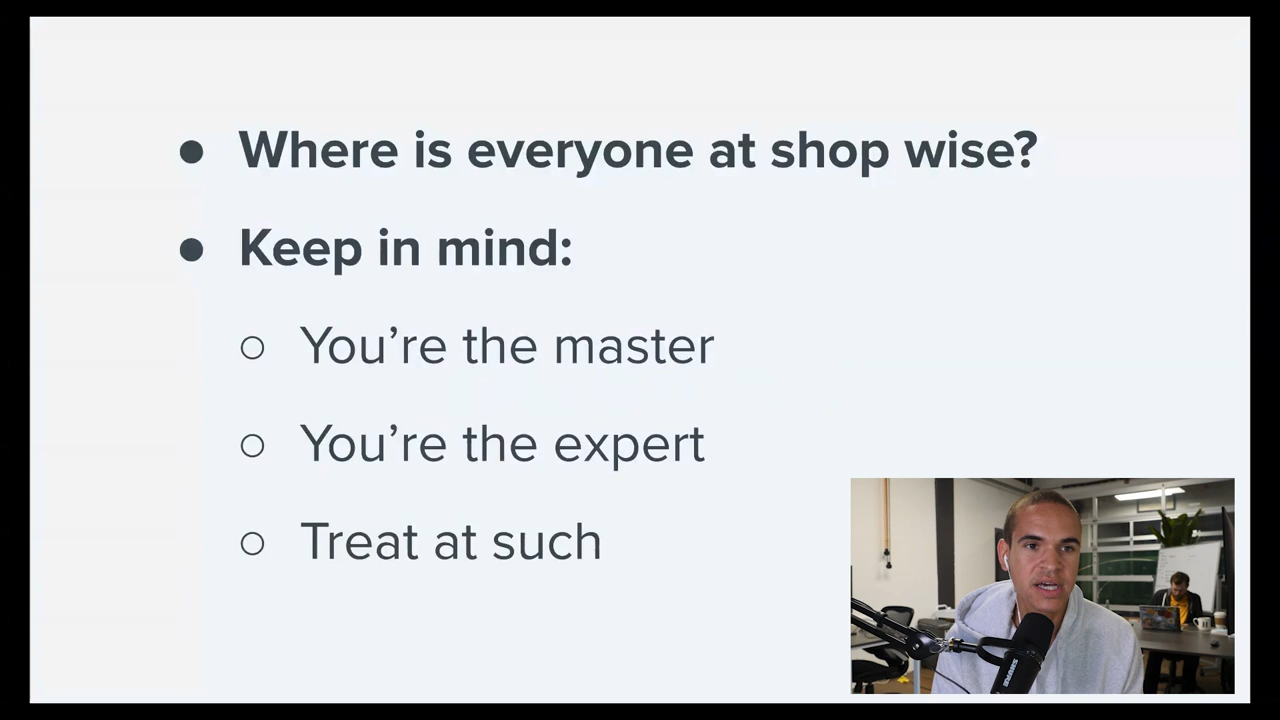 ● Where is everyone at shop wise?
● Keep in mind:
○ You’re the master
○ You’re the expert
○ Treat at such
SHURE